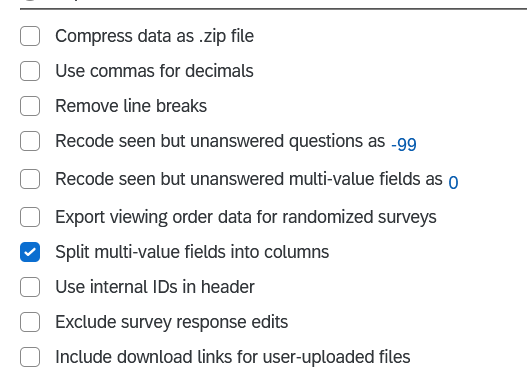 Compress data as .zip file
Use commas for decimals
Remove line breaks
Recode seen but unanswered questions as -99
Recode seen but unanswered multi-value fields as 0
Export viewing order data for randomized surveys
Split multi-value fields into columns
Use internal IDs in header
Exclude survey response edits
Include download links for user-uploaded files